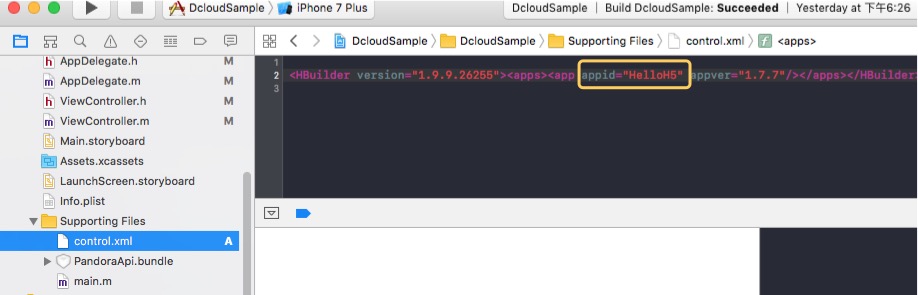 DcloudSample 〉 iPhone 7 Plus
DcloudSample | Build DcloudSample: Succeeded | Yesterday at 下午6:26
DcloudSample 〉 DcloudSample 〉 Supporting Files 〉 control.xml 〉 <apps>
AppDelegate.h M
AppDelegate.m M
ViewController.h M
ViewController.m M
Main.storyboard
Assets.xcassets
LaunchScreen.storyboard
Info.plist
Supporting Files
control.xml A
PandoraApi.bundle
main.m
1
2 <HBuilder version="1.9.9.26255"><apps><app appid="HelloH5" appver="1.7.7"/></apps></HBuilder>
3